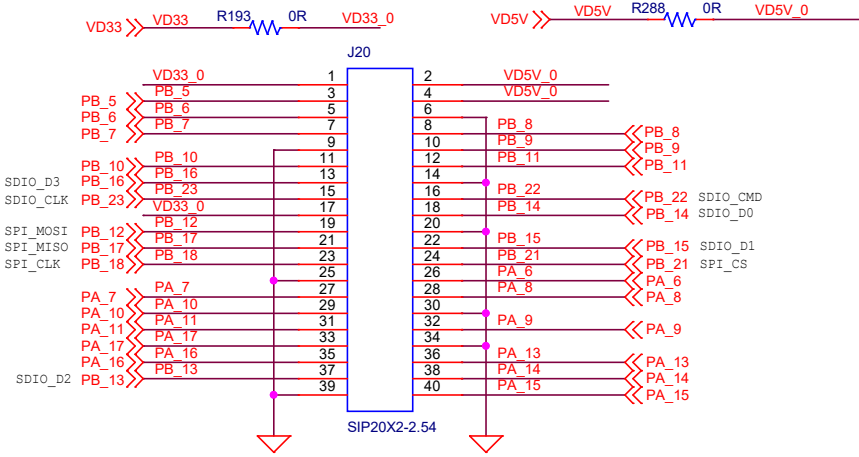 VD33 VD33 R193 0R VD33_0 VD5V VD5V R288 0R VD5V_0
J20
VD33_0 1 2 VD5V_0
PB_5 PB_5 3 4 VD5V_0
PB_6 PB_6 5 6
PB_7 PB_7 7 8 PB_8 PB_8
9 10 PB_9 PB_9
PB_10 PB_10 11 12 PB_11 PB_11
SDIO_D3 PB_16 PB_16 13 14
SDIO_CLK PB_23 PB_23 15 16 PB_22 PB_22 SDIO_CMD
VD33_0 17 18 PB_14 PB_14 SDIO_D0
SPI_MOSI PB_12 PB_12 19 20
SPI_MISO PB_17 PB_17 21 22 PB_15 PB_15 SDIO_D1
SPI_CLK PB_18 PB_18 23 24 PB_21 PB_21 SPI_CS
25 26 PA_6 PA_6
PA_7 PA_7 27 28 PA_8 PA_8
PA_10 PA_10 29 30
PA_11 PA_11 31 32 PA_9 PA_9
PA_17 PA_17 33 34
PA_16 PA_16 35 36 PA_13 PA_13
SDIO_D2 PB_13 PB_13 37 38 PA_14 PA_14
39 40 PA_15 PA_15
SIP20X2-2.54